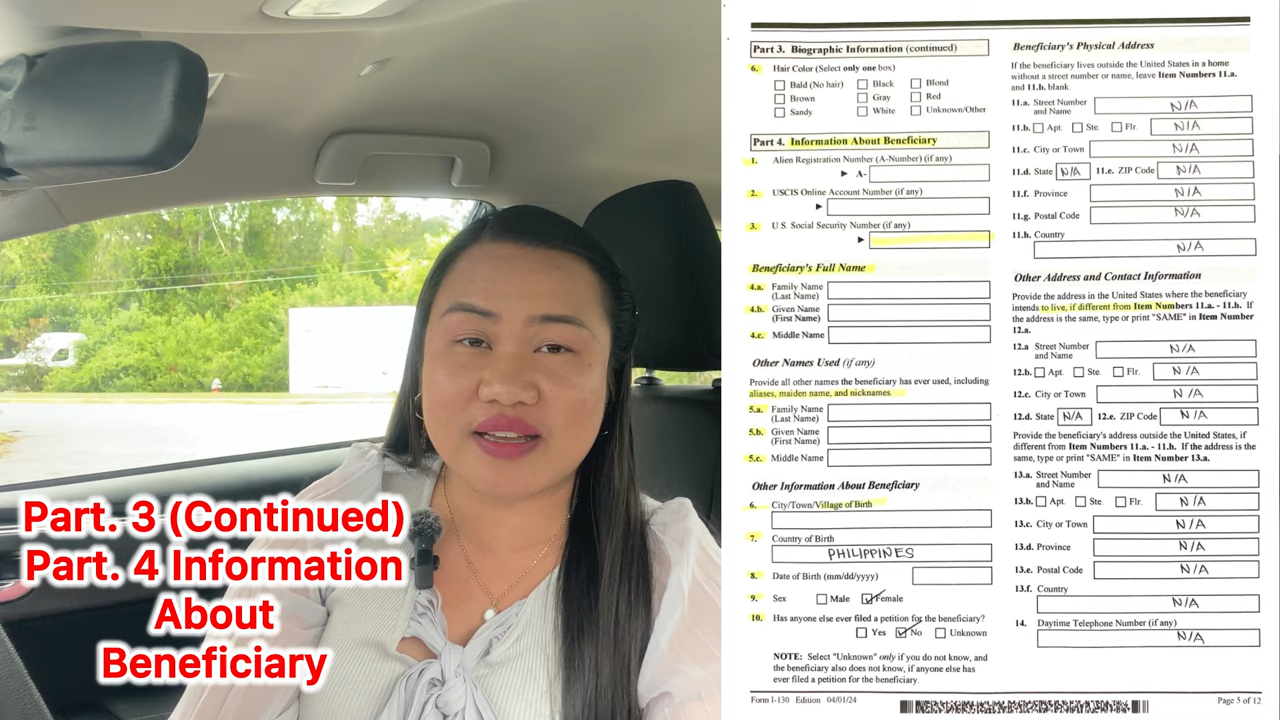 Part. 3 (Continued)
Part. 4 Information
About
Beneficiary
Part 3. Biographic Information (continued)
6. Hair Color (Select only one box)
Bald (No hair) Black Blond
Brown Gray Red
Sandy White Unknown/Other
Part 4. Information About Beneficiary
1. Alien Registration Number (A-Number) (if any)
► A-
2. USCIS Online Account Number (if any)
►
3. U.S. Social Security Number (if any)
►
Beneficiary's Full Name
4.a. Family Name
(Last Name)
4.b. Given Name
(First Name)
4.c. Middle Name
Other Names Used (if any)
Provide all other names the beneficiary has ever used, including
aliases, maiden name, and nicknames.
5.a. Family Name
(Last Name)
5.b. Given Name
(First Name)
5.c. Middle Name
Other Information About Beneficiary
6. City/Town/Village of Birth
7. Country of Birth
PHILIPPINES
8. Date of Birth (mm/dd/yyyy)
9. Sex Male Female
10. Has anyone else ever filed a petition for the beneficiary?
Yes No Unknown
NOTE: Select "Unknown" only if you do not know, and
the beneficiary also does not know, if anyone else has
ever filed a petition for the beneficiary.
Beneficiary's Physical Address
If the beneficiary lives outside the United States in a home
without a street number or name, leave Item Numbers 11.a.
and 11.b. blank.
11.a. Street Number
and Name N/A
11.b. Apt. Ste. Flr. N/A
11.c. City or Town N/A
11.d. State N/A 11.e. ZIP Code N/A
11.f. Province N/A
11.g. Postal Code N/A
11.h. Country
N/A
Other Address and Contact Information
Provide the address in the United States where the beneficiary
intends to live, if different from Item Numbers 11.a. - 11.h. If
the address is the same, type or print "SAME" in Item Number
12.a.
12.a Street Number
and Name N/A
12.b. Apt. Ste. Flr. N/A
12.c. City or Town N/A
12.d. State N/A 12.e. ZIP Code N/A
Provide the beneficiary's address outside the United States, if
different from Item Numbers 11.a. - 11.h. If the address is the
same, type or print "SAME" in Item Number 13.a.
13.a. Street Number
and Name N/A
13.b. Apt. Ste. Flr. N/A
13.c. City or Town N/A
13.d. Province N/A
13.e. Postal Code N/A
13.f. Country
N/A
14. Daytime Telephone Number (if any)
N/A
Form I-130 Edition 04/01/24 Page 5 of 12